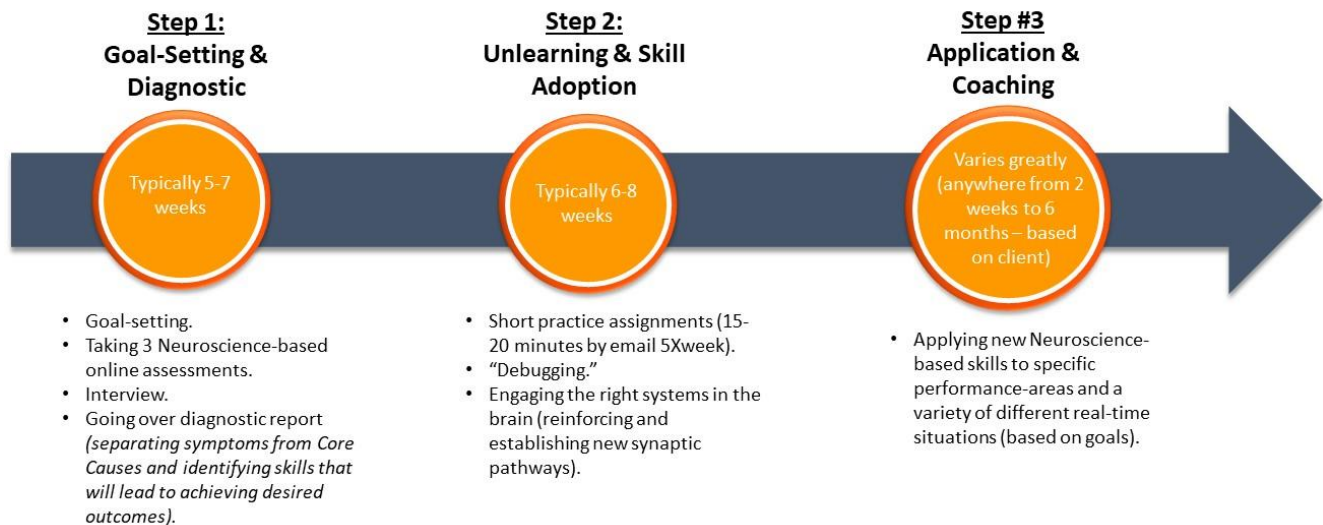 Step 1:
Goal-Setting &
Diagnostic
Typically 5-7
weeks
• Goal-setting.
• Taking 3 Neuroscience-based
online assessments.
• Interview.
• Going over diagnostic report
(separating symptoms from Core
Causes and identifying skills that
will lead to achieving desired
outcomes).
Step 2:
Unlearning & Skill
Adoption
Typically 6-8
weeks
• Short practice assignments (15-
20 minutes by email 5Xweek).
• “Debugging.”
• Engaging the right systems in the
brain (reinforcing and
establishing new synaptic
pathways).
Step #3
Application &
Coaching
Varies greatly
(anywhere from 2
weeks to 6
months – based
on client)
• Applying new Neuroscience-
based skills to specific
performance-areas and a
variety of different real-time
situations (based on goals).